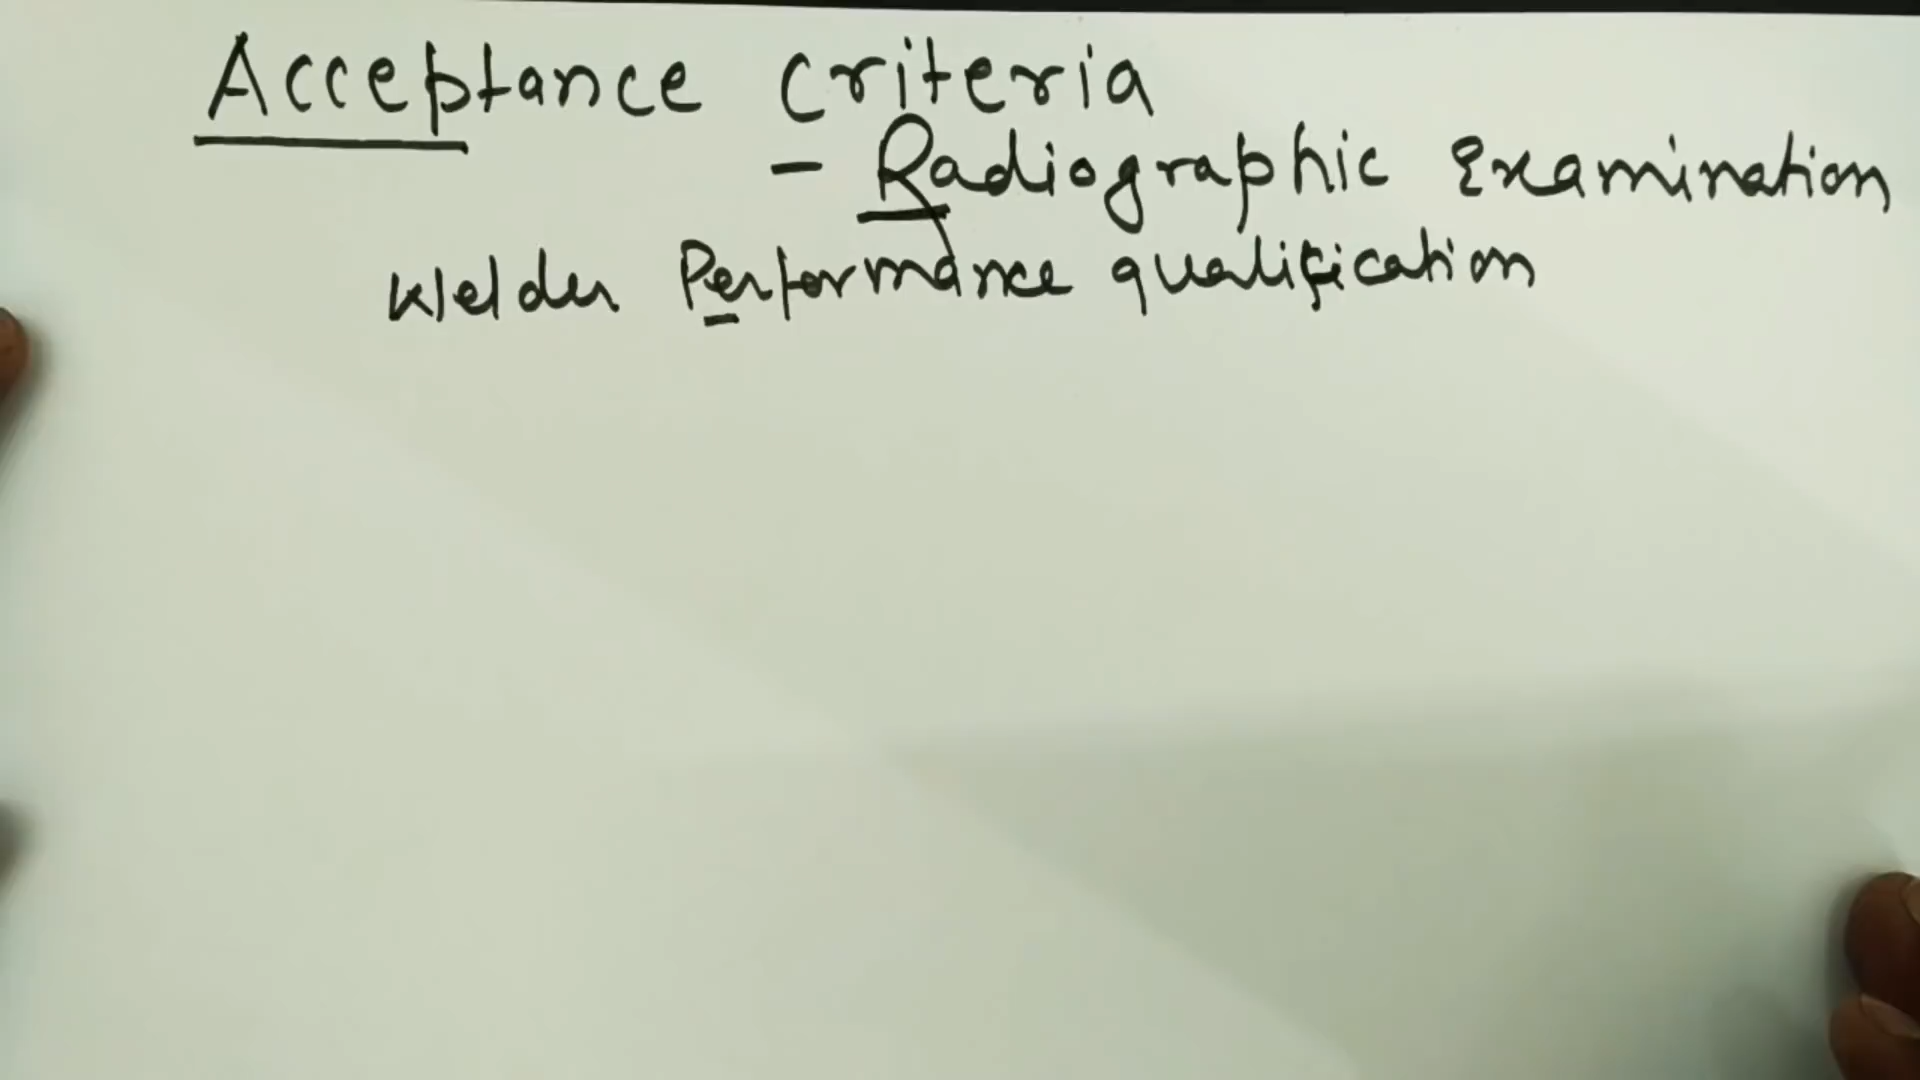 Acceptance criteria
- Radiographic Examination
Welder Performance qualification